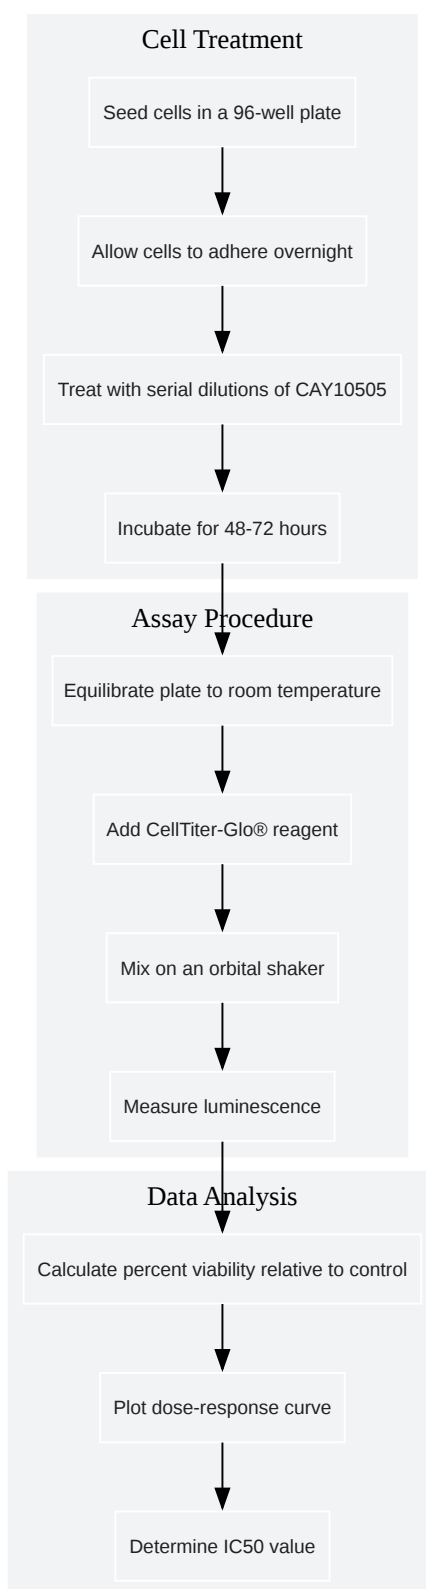 Cell Treatment
Seed cells in a 96-well plate
Allow cells to adhere overnight
Treat with serial dilutions of CAY10505
Incubate for 48-72 hours
Assay Procedure
Equilibrate plate to room temperature
Add CellTiter-Glo® reagent
Mix on an orbital shaker
Measure luminescence
Data Analysis
Calculate percent viability relative to control
Plot dose-response curve
Determine IC50 value